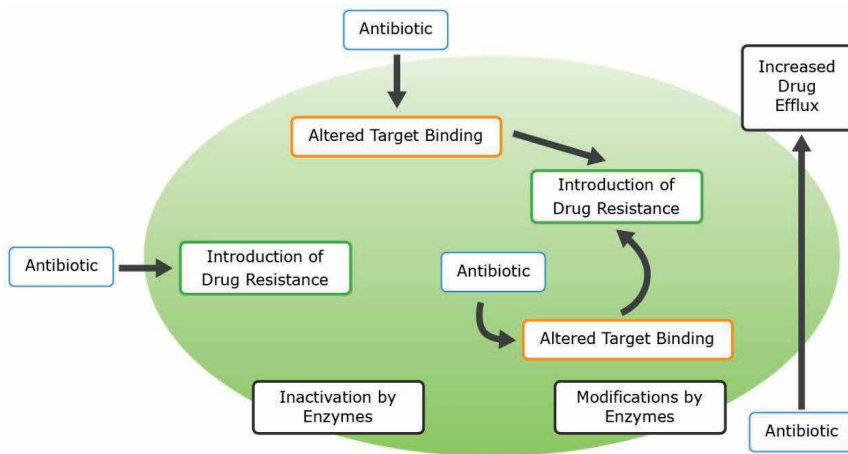 Antibiotic
Increased
Drug
Efflux
Altered Target Binding
Introduction of
Drug Resistance
Antibiotic
Introduction of
Drug Resistance
Antibiotic
Altered Target Binding
Inactivation by
Enzymes
Modifications by
Enzymes
Antibiotic